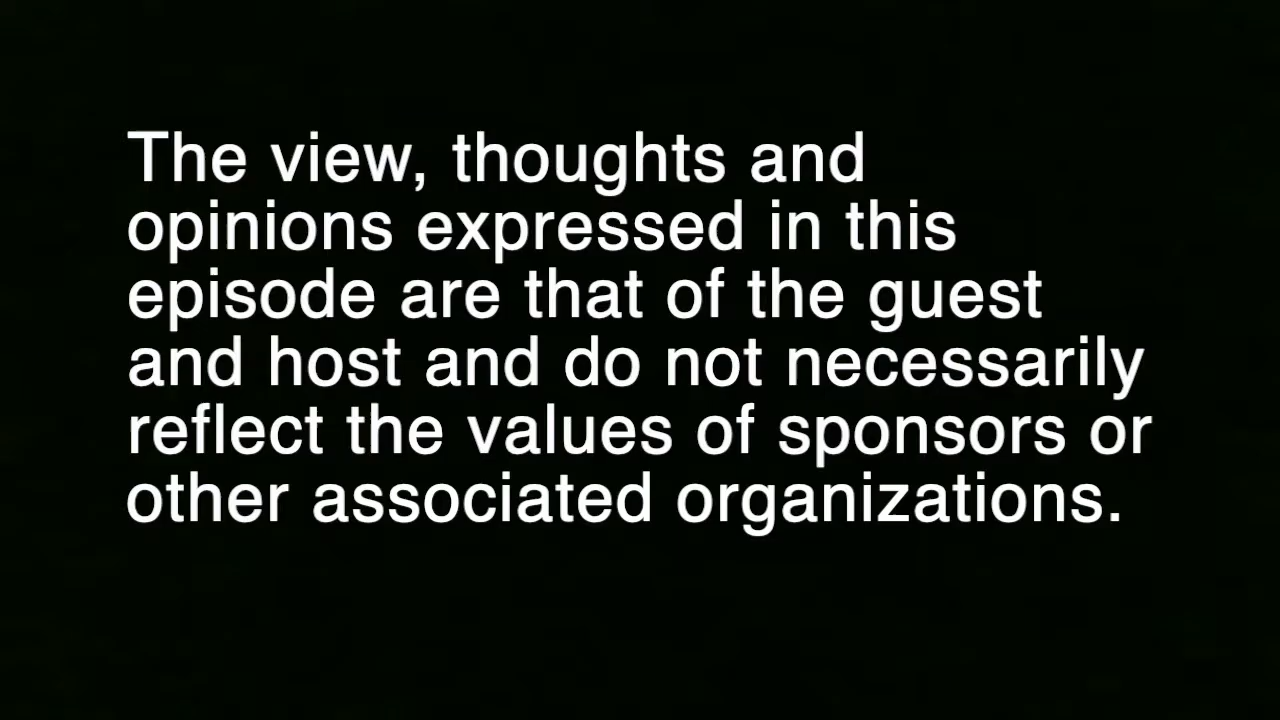 The view, thoughts and
opinions expressed in this
episode are that of the guest
and host and do not necessarily
reflect the values of sponsors or
other associated organizations.